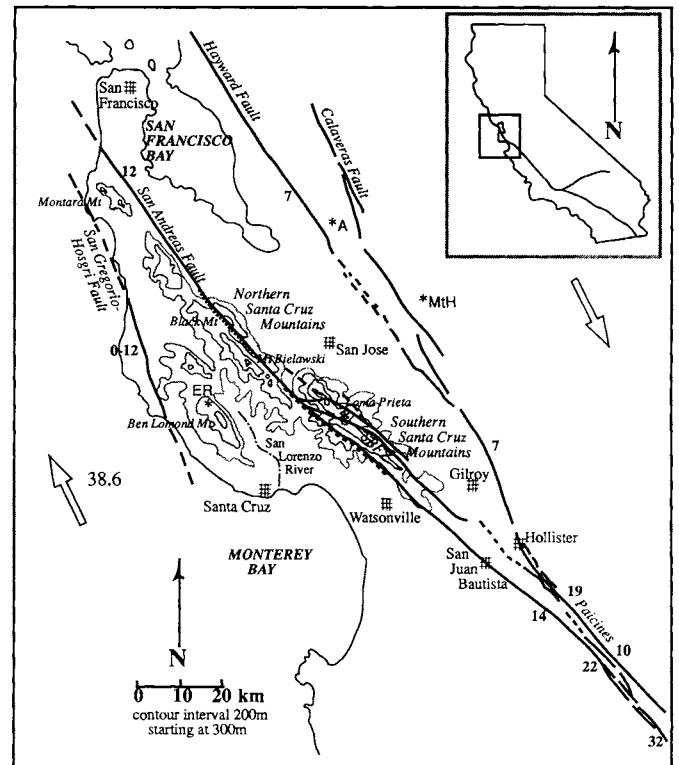 San
Francisco
SAN
FRANCISCO
BAY
Hayward Fault
Calaveras Fault
N
Montara Mt
12
San Andreas Fault
7
*A
San Gregorio-
Hosgri Fault
*MtH
Northern
Santa Cruz
Mountains
Black Mt
San Jose
Mt Bielawski
0-12
Loma Prieta
ER
*
Ben Lomond Mt
Southern
Santa Cruz
Mountains
San
Lorenzo
River
7
Gilroy
38.6
Santa Cruz
Watsonville
Hollister
MONTEREY
BAY
San
Juan
Bautista
19
Paicines
14
10
22
N
32
0 10 20 km
contour interval 200m
starting at 300m